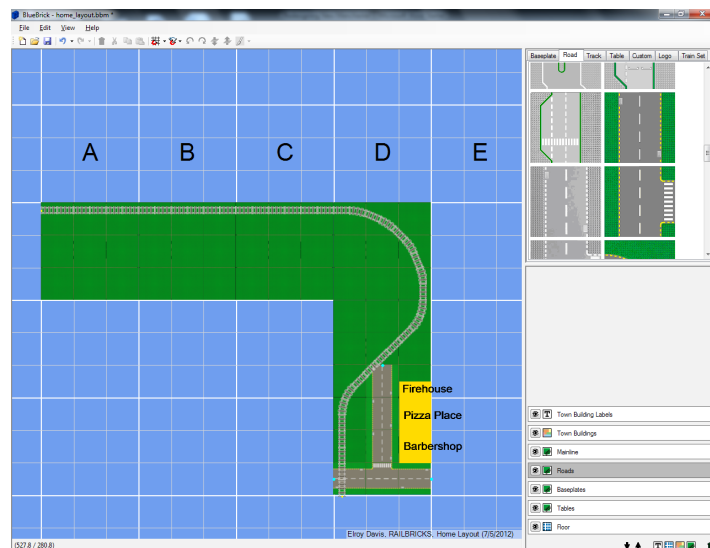 BlueBrick - home_layout.bbm *
File Edit View Help
Baseplate Road Track Table Custom Logo Train Set
A B C D E
Firehouse
Pizza Place
Barbershop
Town Building Labels
Town Buildings
Mainline
Roads
Baseplates
Tables
Floor
Elroy Davis, RAILBRICKS, Home Layout (7/5/2012)
(527.8 / 280.8)